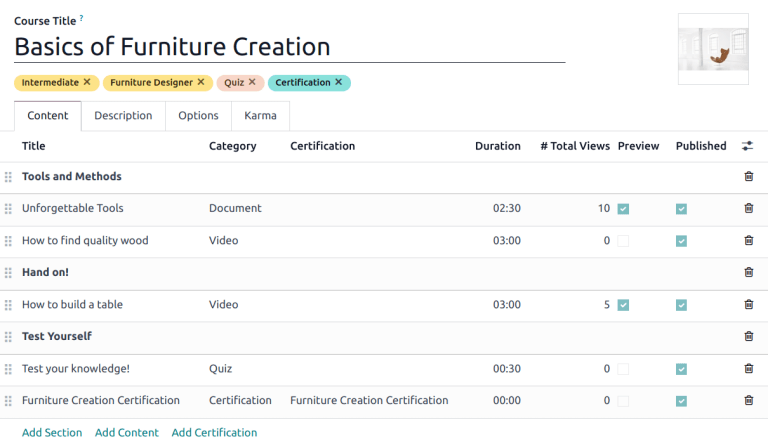 Course Title ?
Basics of Furniture Creation
Intermediate ✕ Furniture Designer ✕ Quiz ✕ Certification ✕
Content Description Options Karma
Title Category Certification Duration # Total Views Preview Published
Tools and Methods
Unforgettable Tools Document 02:30 10
How to find quality wood Video 03:00 0
Hand on!
How to build a table Video 03:00 5
Test Yourself
Test your knowledge! Quiz 00:30 0
Furniture Creation Certification Certification Furniture Creation Certification 00:00 0
Add Section Add Content Add Certification